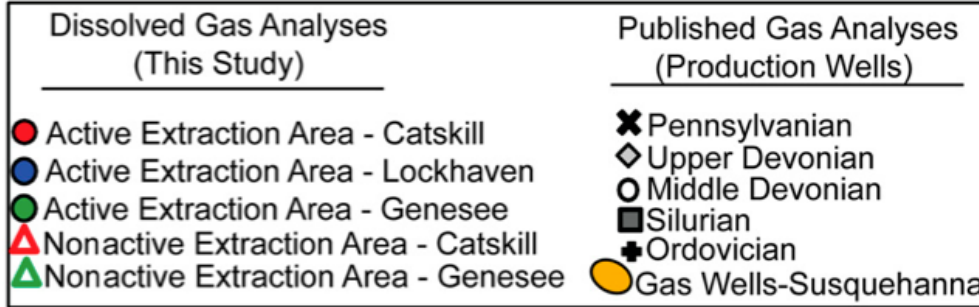 Dissolved Gas Analyses
(This Study)
Active Extraction Area - Catskill
Active Extraction Area - Lockhaven
Active Extraction Area - Genesee
Nonactive Extraction Area - Catskill
Nonactive Extraction Area - Genesee
Published Gas Analyses
(Production Wells)
Pennsylvanian
Upper Devonian
Middle Devonian
Silurian
Ordovician
Gas Wells-Susquehanna